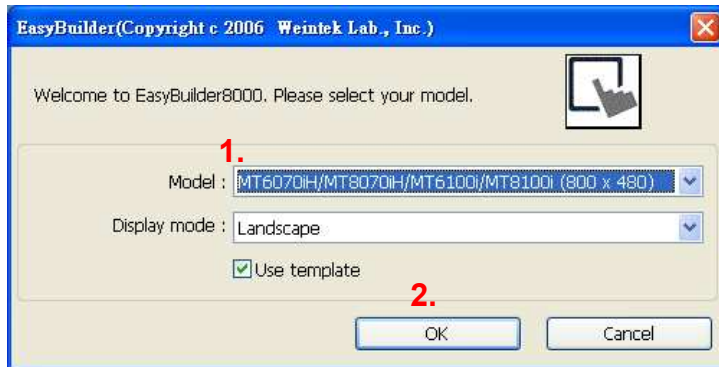 EasyBuilder(Copyright c 2006 Weintek Lab., Inc.)
Welcome to EasyBuilder8000. Please select your model.
1.
Model : MT6070iH/MT8070iH/MT6100i/MT8100i (800 x 480)
Display mode : Landscape
Use template
2.
OK Cancel